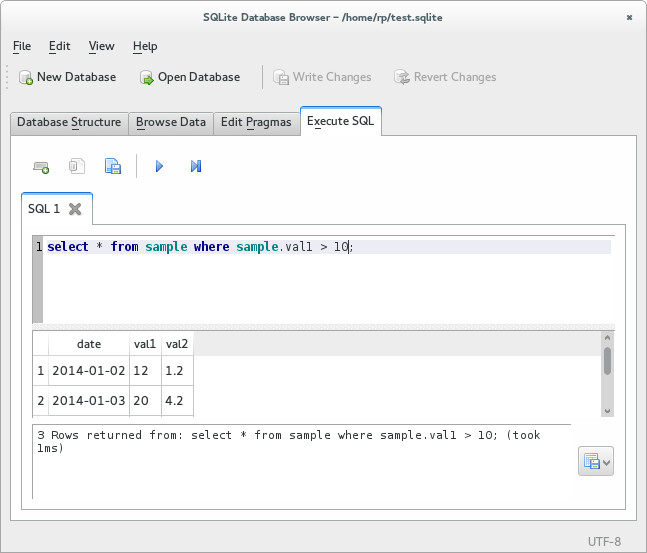 SQLite Database Browser – /home/rp/test.sqlite
File Edit View Help
New Database Open Database Write Changes Revert Changes
Database Structure Browse Data Edit Pragmas Execute SQL
SQL 1
1 select * from sample where sample.val1 > 10;
date val1 val2
1 2014-01-02 12 1.2
2 2014-01-03 20 4.2
3 Rows returned from: select * from sample where sample.val1 > 10; (took
1ms)
UTF-8